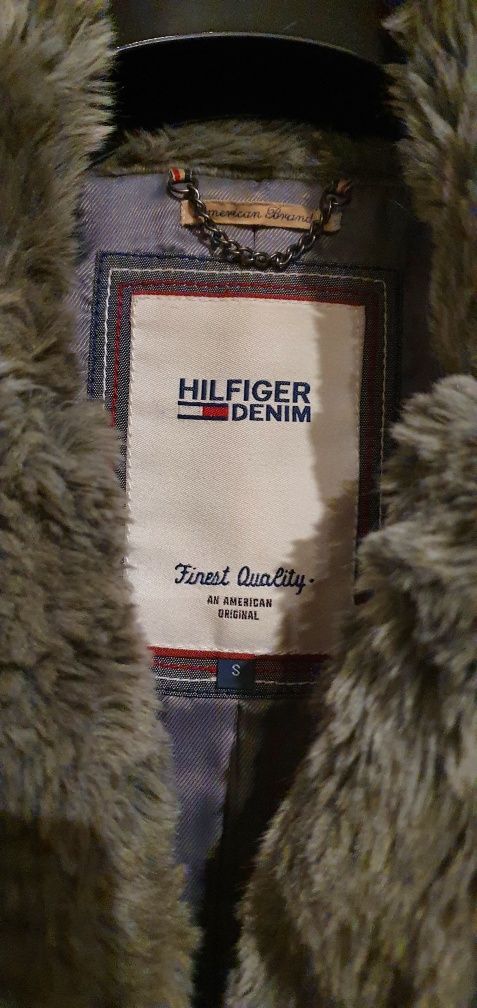 American Brand
HILFIGER
DENIM
Finest Quality.
AN AMERICAN
ORIGINAL
S